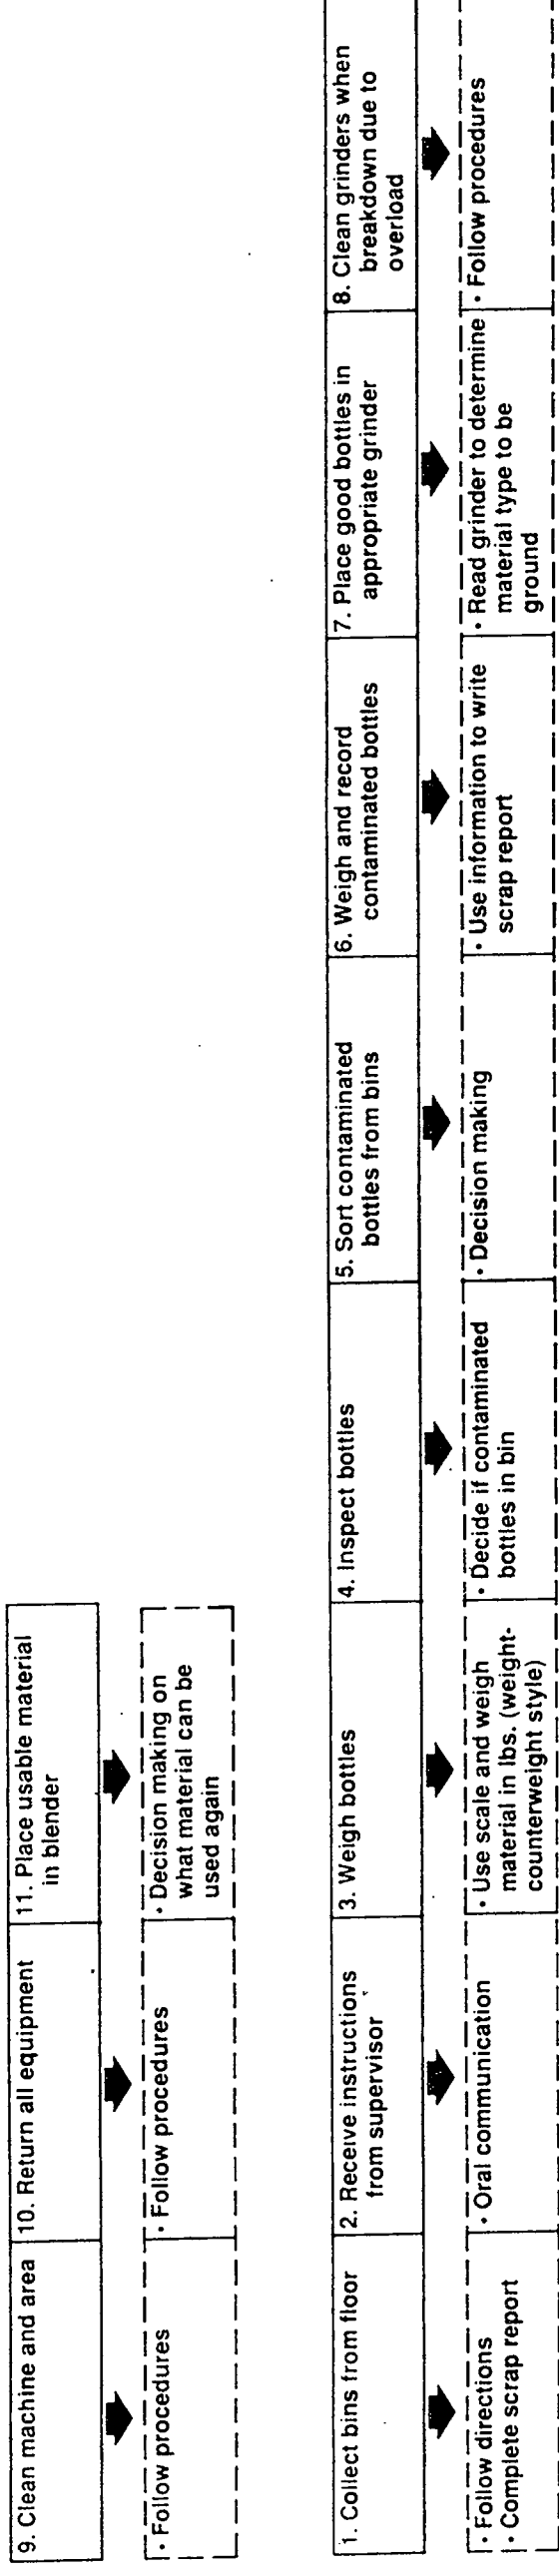 9. Clean machine and area
10. Return all equipment
11. Place usable material
in blender
• Follow procedures
• Follow procedures
• Decision making on
what material can be
used again
1. Collect bins from floor
2. Receive instructions
from supervisor
3. Weigh bottles
4. Inspect bottles
5. Sort contaminated
bottles from bins
6. Weigh and record
contaminated bottles
7. Place good bottles in
appropriate grinder
8. Clean grinders when
breakdown due to
overload
• Follow directions
• Complete scrap report
• Oral communication
• Use scale and weigh
material in lbs. (weight-
counterweight style)
• Decide if contaminated
bottles in bin
• Decision making
• Use information to write
scrap report
• Read grinder to determine
material type to be
ground
• Follow procedures